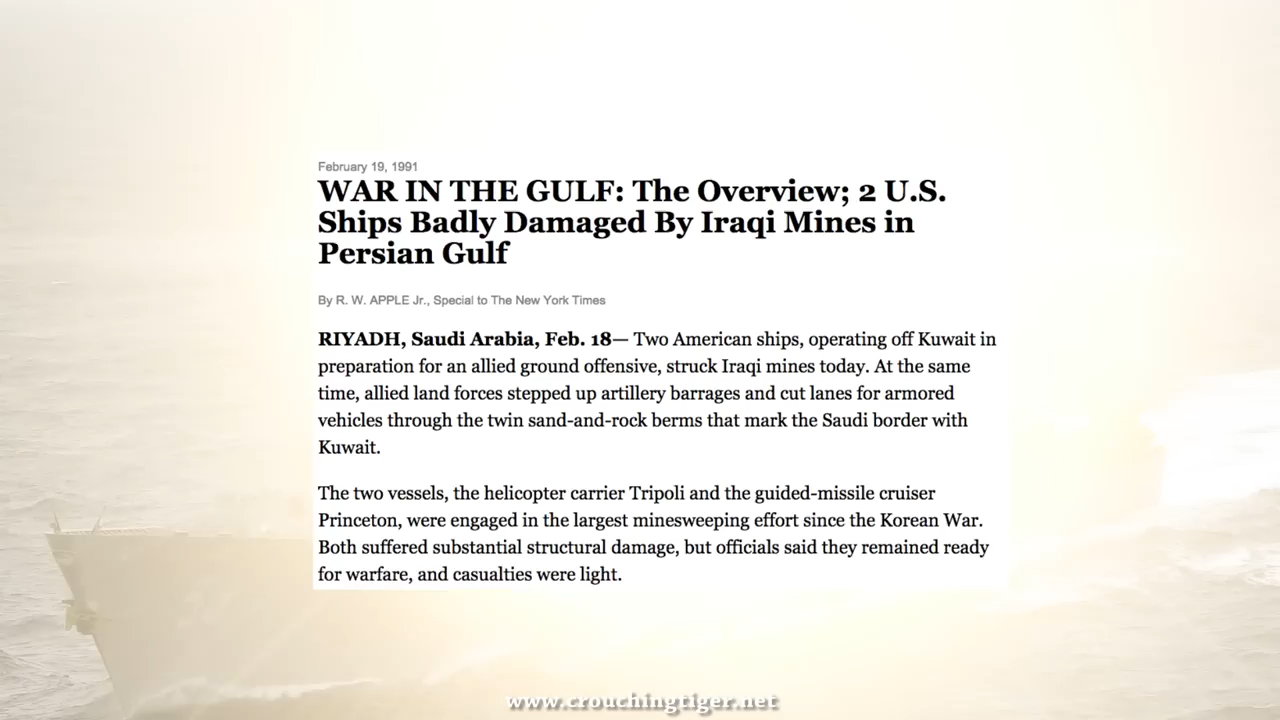 February 19, 1991
WAR IN THE GULF: The Overview; 2 U.S.
Ships Badly Damaged By Iraqi Mines in
Persian Gulf
By R. W. APPLE Jr., Special to The New York Times
RIYADH, Saudi Arabia, Feb. 18— Two American ships, operating off Kuwait in
preparation for an allied ground offensive, struck Iraqi mines today. At the same
time, allied land forces stepped up artillery barrages and cut lanes for armored
vehicles through the twin sand-and-rock berms that mark the Saudi border with
Kuwait.
The two vessels, the helicopter carrier Tripoli and the guided-missile cruiser
Princeton, were engaged in the largest minesweeping effort since the Korean War.
Both suffered substantial structural damage, but officials said they remained ready
for warfare, and casualties were light.
www.crouchingtiger.net